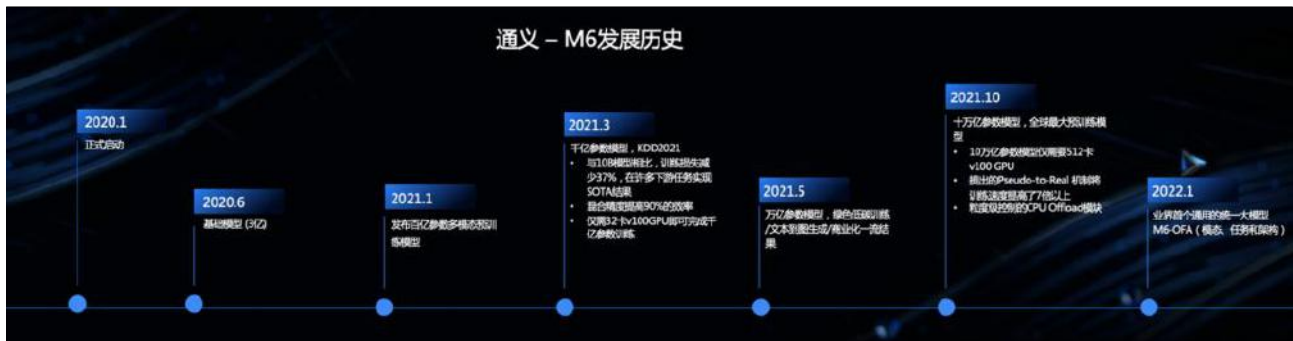 通义 – M6发展历史
2020.1
正式启动
2020.6
基础模型 (3亿)
2021.1
发布百亿参数多模态预训
练模型
2021.3
千亿参数模型，KDD2021
• 与10B模型相比，训练损失减
少37%，在许多下游任务实现
SOTA结果
• 混合精度提高90%的效率
• 仅需32卡v100GPU即可完成千
亿参数训练
2021.5
万亿参数模型，绿色低碳训练
/文本到图生成/商业化一流结
果
2021.10
十万亿参数模型，全球最大预训练模
型
• 10万亿参数模型仅需要512卡
v100 GPU
• 提出的Pseudo-to-Real 机制将
训练速度提高了7倍以上
• 粒度级控制的CPU Offload模块
2022.1
业界首个通用的统一大模型
M6-OFA（模态、任务和架构）